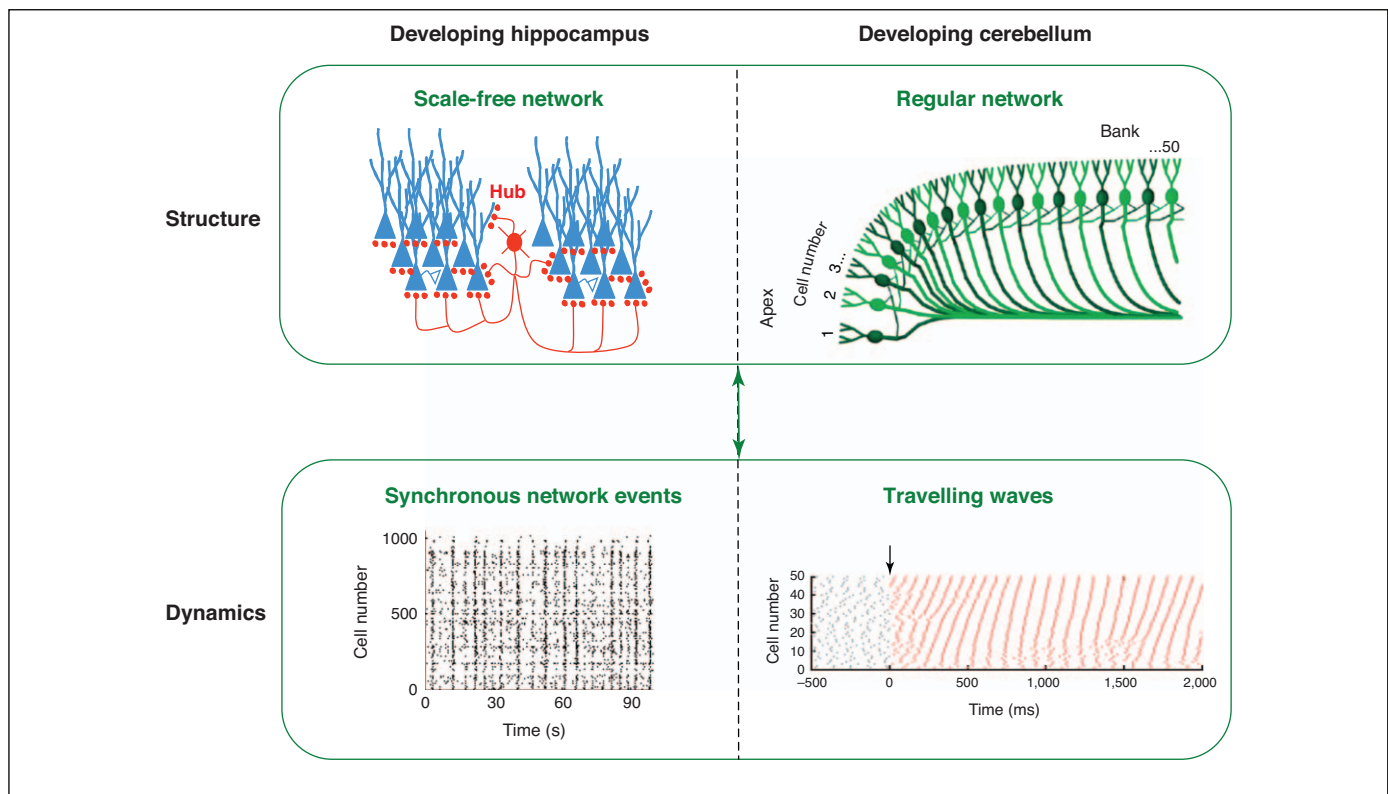 Developing hippocampus
Developing cerebellum
Scale-free network
Regular network
Structure
Hub
Bank
...50
Cell number
3...
2
1
Apex
Synchronous network events
Travelling waves
Dynamics
Cell number
1000
500
0
0 30 60 90
Time (s)
Cell number
50
40
30
20
10
0
–500 0 500 1,000 1,500 2,000
Time (ms)